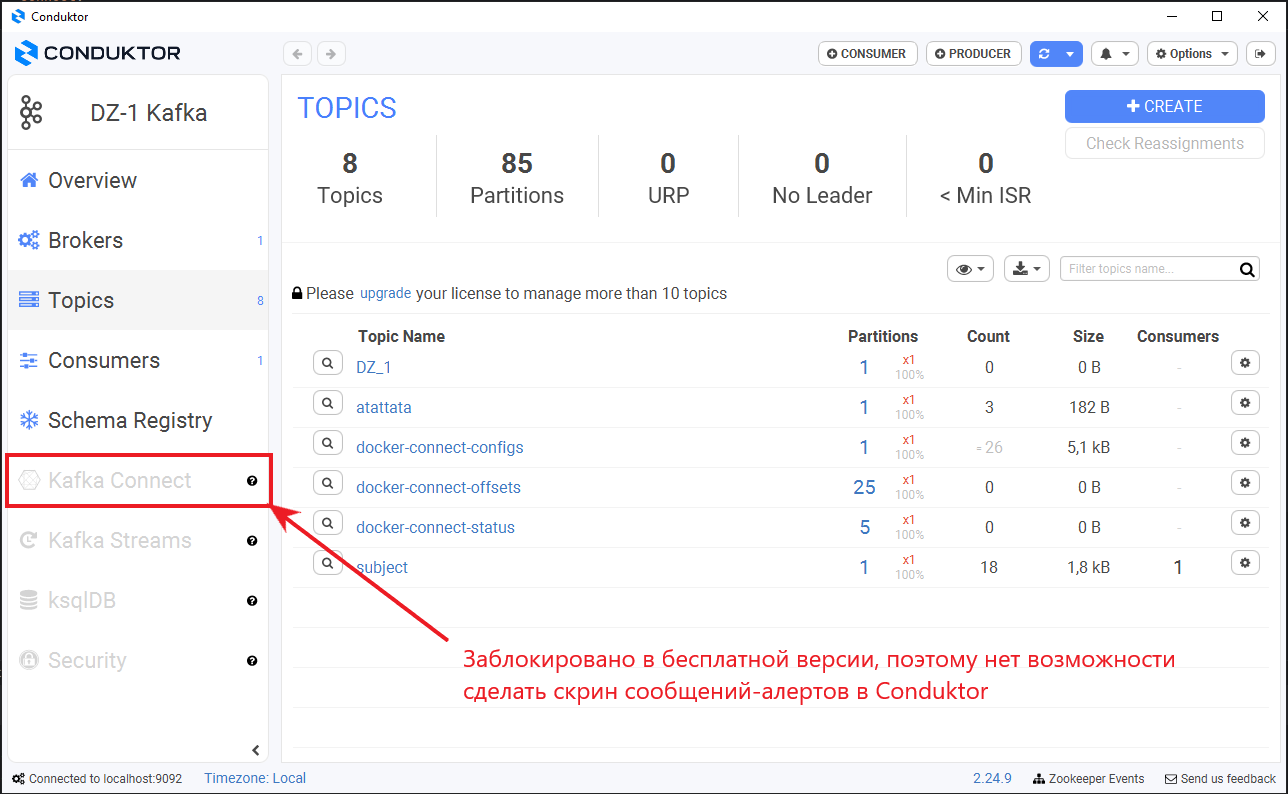 Conduktor
CONDUKTOR
CONSUMER
PRODUCER
Options
DZ-1 Kafka
Overview
Brokers 1
Topics 8
Consumers 1
Schema Registry
Kafka Connect ?
Kafka Streams ?
ksqlDB ?
Security ?
TOPICS
+ CREATE
Check Reassignments
8 85 0 0 0
Topics Partitions URP No Leader < Min ISR
Filter topics name...
Please upgrade your license to manage more than 10 topics
Topic Name Partitions Count Size Consumers
DZ_1 1 x1 100% 0 0 B -
atattata 1 x1 100% 3 182 B -
docker-connect-configs 1 x1 100% ≈ 26 5,1 kB -
docker-connect-offsets 25 x1 100% 0 0 B -
docker-connect-status 5 x1 100% 0 0 B -
subject 1 x1 100% 18 1,8 kB 1
Заблокировано в бесплатной версии, поэтому нет возможности
сделать скрин сообщений-алертов в Conduktor
Connected to localhost:9092 Timezone: Local 2.24.9 Zookeeper Events Send us feedback